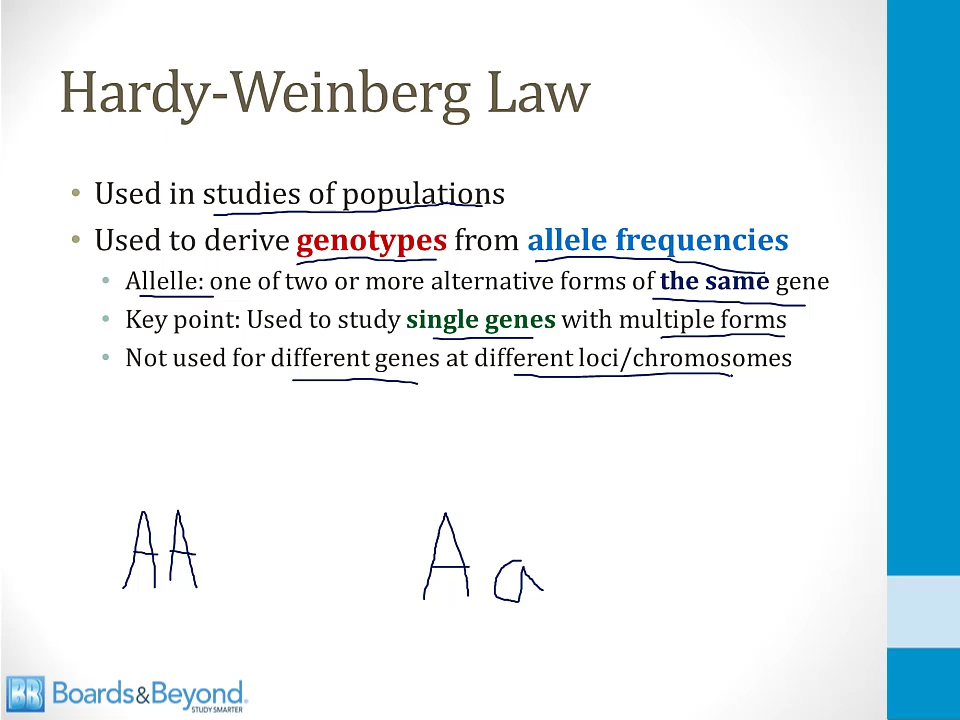 Hardy-Weinberg Law
• Used in studies of populations
• Used to derive genotypes from allele frequencies
• Allelle: one of two or more alternative forms of the same gene
• Key point: Used to study single genes with multiple forms
• Not used for different genes at different loci/chromosomes
AA A a
BB Boards&Beyond.
STUDY SMARTER